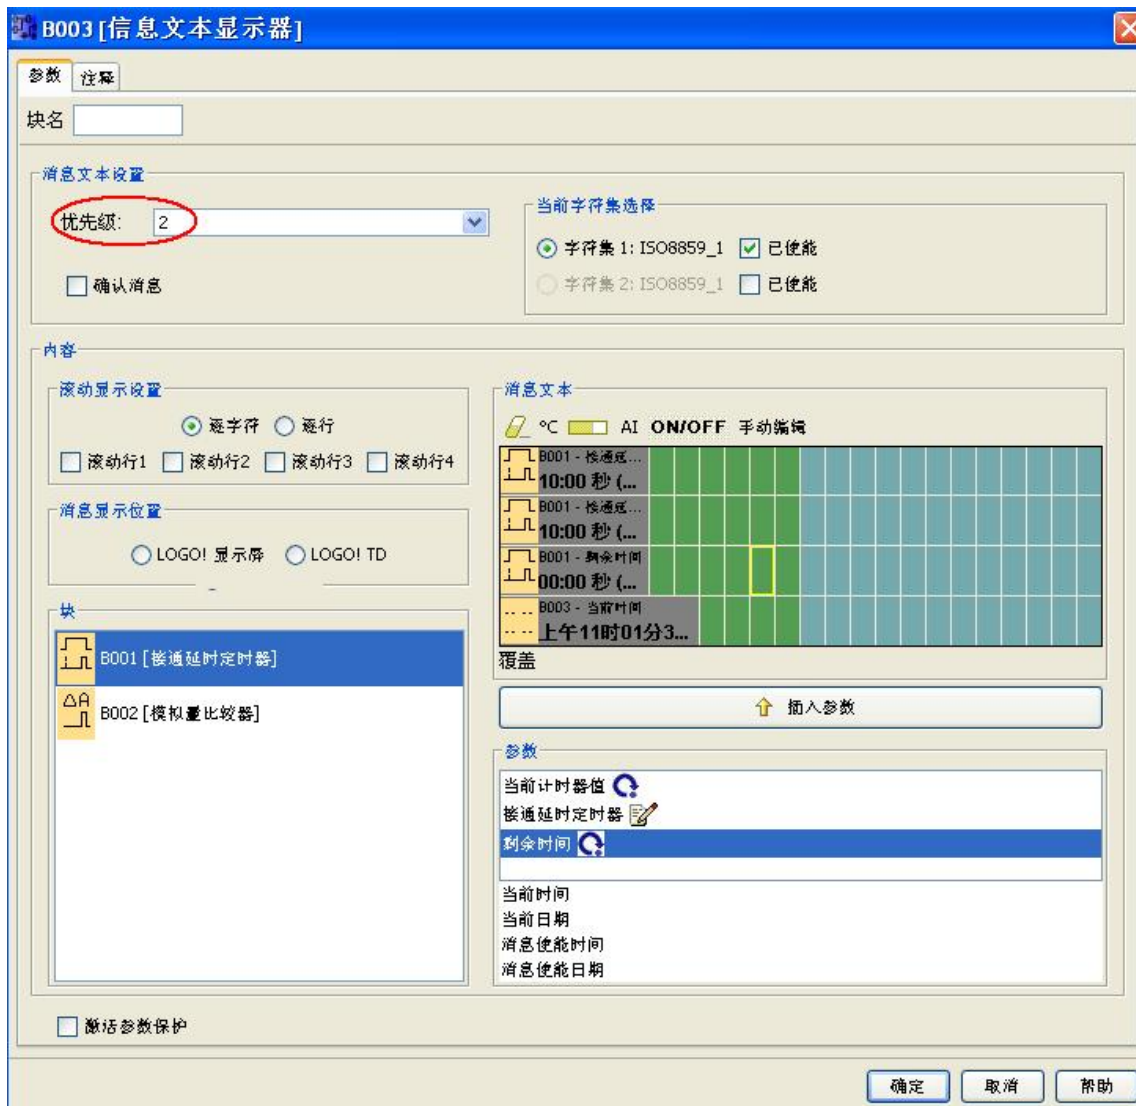 B003 [信息文本显示器]
参数 注释
块名
消息文本设置
优先级: 2
确认消息
当前字符集选择
字符集 1: ISO8859_1 已使能
字符集 2: ISO8859_1 已使能
内容
滚动显示设置
逐字符 逐行
滚动行1 滚动行2 滚动行3 滚动行4
消息显示位置
LOGO! 显示屏 LOGO! TD
块
B001 [接通延时定时器]
B002 [模拟量比较器]
消息文本
°C AI ON/OFF 手动编辑
B001 - 接通延...
10:00 秒 (...
B001 - 接通延...
10:00 秒 (...
B001 - 剩余时间
00:00 秒 (...
B003 - 当前时间
上午11时01分3...
覆盖
插入参数
参数
当前计时器值
接通延时定时器
剩余时间
当前时间
当前日期
消息使能时间
消息使能日期
激活参数保护
确定 取消 帮助